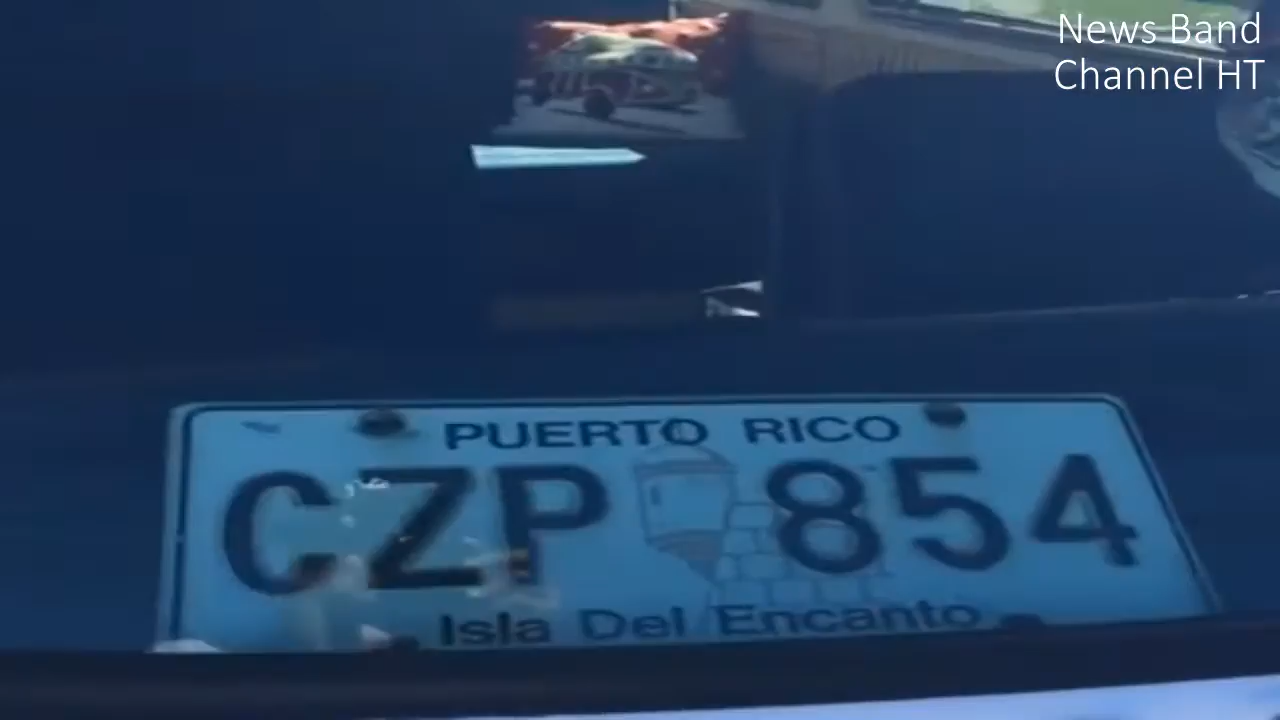 News Band
Channel HT
PUERTO RICO
CZP 854
Isla Del Encanto